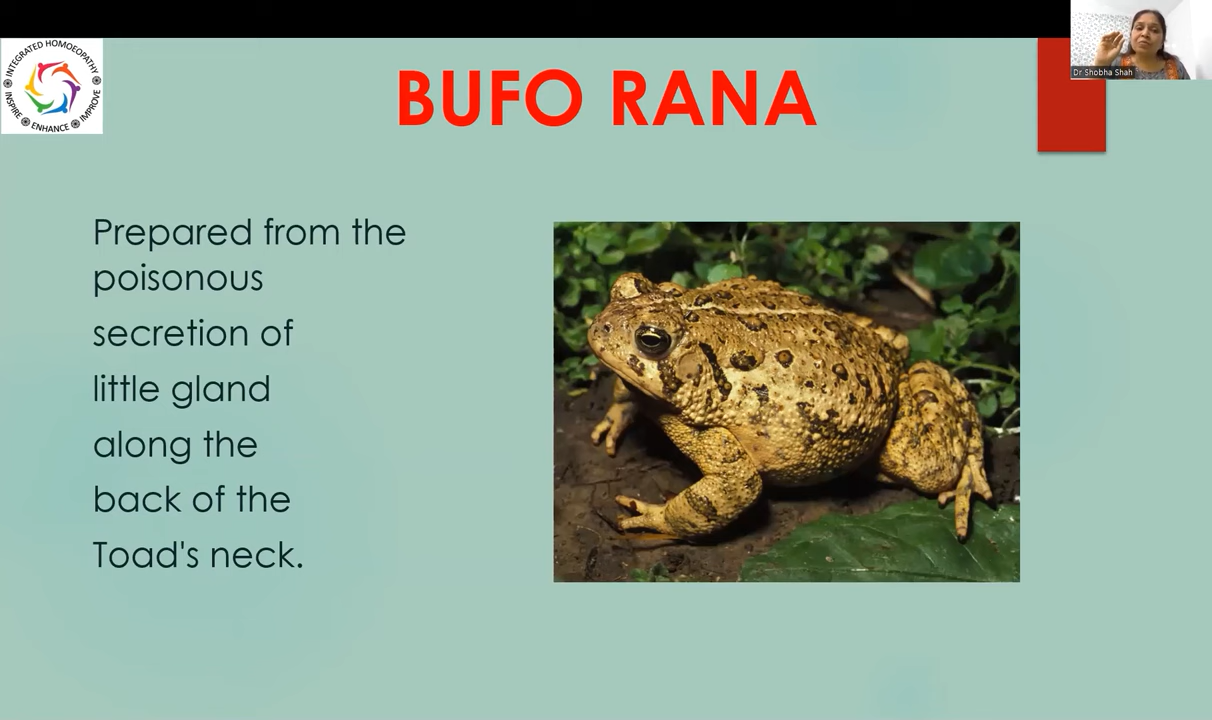 INTEGRATED HOMOEOPATHY
INSPIRE
ENHANCE
IMPROVE
BUFO RANA
Dr Shobha Shah
Prepared from the
poisonous
secretion of
little gland
along the
back of the
Toad's neck.